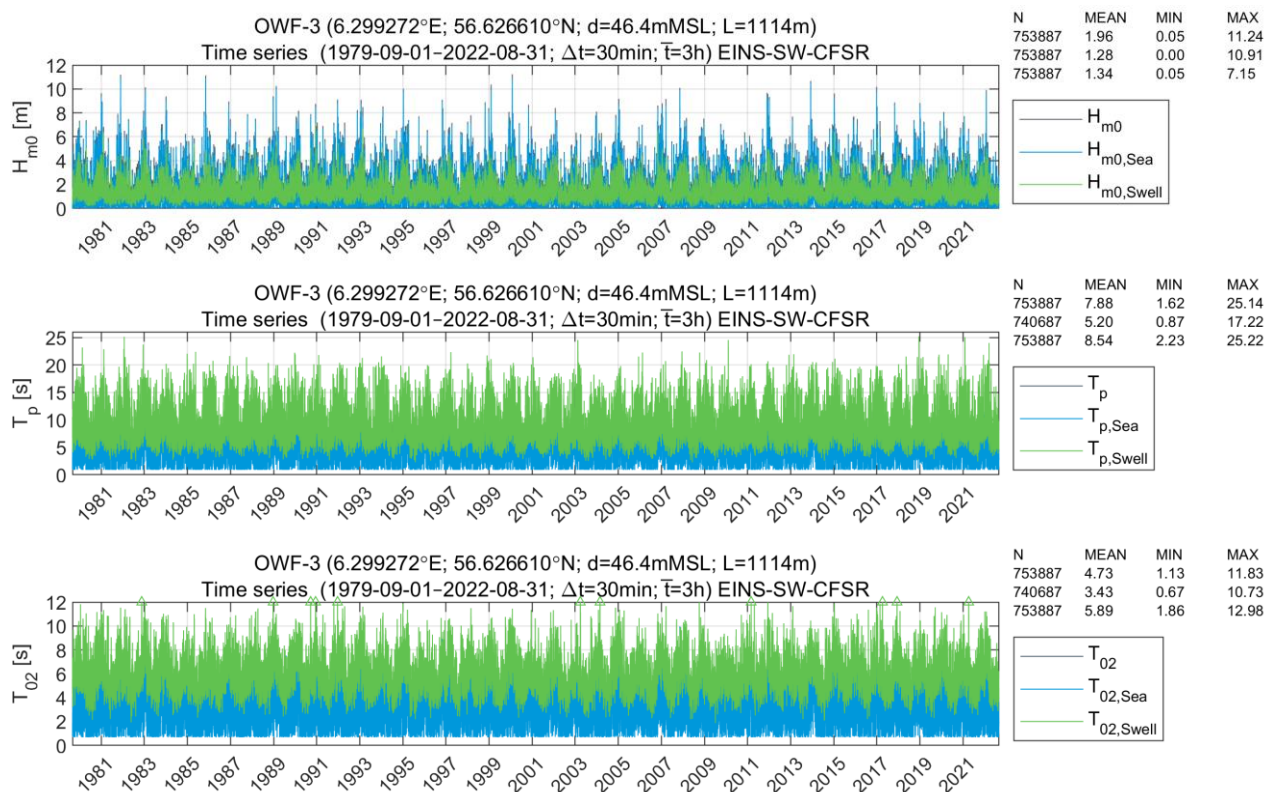 OWF-3 (6.299272°E; 56.626610°N; d=46.4mMSL; L=1114m)
Time series (1979-09-01–2022-08-31; Δt=30min; t̅=3h) EINS-SW-CFSR
N MEAN MIN MAX
753887 1.96 0.05 11.24
753887 1.28 0.00 10.91
753887 1.34 0.05 7.15
H_m0 [m]
12
10
8
6
4
2
0
1981 1983 1985 1987 1989 1991 1993 1995 1997 1999 2001 2003 2005 2007 2009 2011 2013 2015 2017 2019 2021
H_m0
H_m0,Sea
H_m0,Swell
OWF-3 (6.299272°E; 56.626610°N; d=46.4mMSL; L=1114m)
Time series (1979-09-01–2022-08-31; Δt=30min; t̅=3h) EINS-SW-CFSR
N MEAN MIN MAX
753887 7.88 1.62 25.14
740687 5.20 0.87 17.22
753887 8.54 2.23 25.22
T_p [s]
25
20
15
10
5
0
1981 1983 1985 1987 1989 1991 1993 1995 1997 1999 2001 2003 2005 2007 2009 2011 2013 2015 2017 2019 2021
T_p
T_p,Sea
T_p,Swell
OWF-3 (6.299272°E; 56.626610°N; d=46.4mMSL; L=1114m)
Time series (1979-09-01–2022-08-31; Δt=30min; t̅=3h) EINS-SW-CFSR
N MEAN MIN MAX
753887 4.73 1.13 11.83
740687 3.43 0.67 10.73
753887 5.89 1.86 12.98
T_02 [s]
12
10
8
6
4
2
0
1981 1983 1985 1987 1989 1991 1993 1995 1997 1999 2001 2003 2005 2007 2009 2011 2013 2015 2017 2019 2021
T_02
T_02,Sea
T_02,Swell